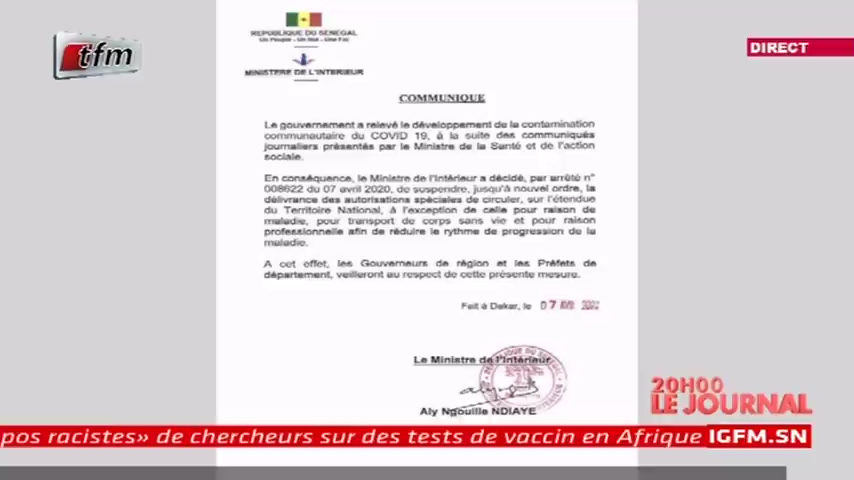 tfm
DIRECT
REPUBLIQUE DU SENEGAL
Un Peuple - Un But - Une Foi
MINISTERE DE L'INTERIEUR
COMMUNIQUE
Le gouvernement a relevé le développement de la contamination
communautaire du COVID 19, à la suite des communiqués
journaliers présentés par le Ministre de la Santé et de l'action
sociale.
En conséquence, le Ministre de l'Intérieur a décidé, par arrêté n°
008622 du 07 avril 2020, de suspendre, jusqu'à nouvel ordre, la
délivrance des autorisations spéciales de circuler, sur l'étendue
du Territoire National, à l'exception de celle pour raison de
maladie, pour transport de corps sans vie et pour raison
professionnelle afin de réduire le rythme de progression de la
maladie.
A cet effet, les Gouverneurs de région et les Préfets de
département, veilleront au respect de cette présente mesure.
Fait à Dakar, le 07
Le Ministre de l'Intérieur
Aly Ngouille NDIAYE
20H00
LE JOURNAL
pos racistes» de chercheurs sur des tests de vaccin en Afrique
IGFM.SN